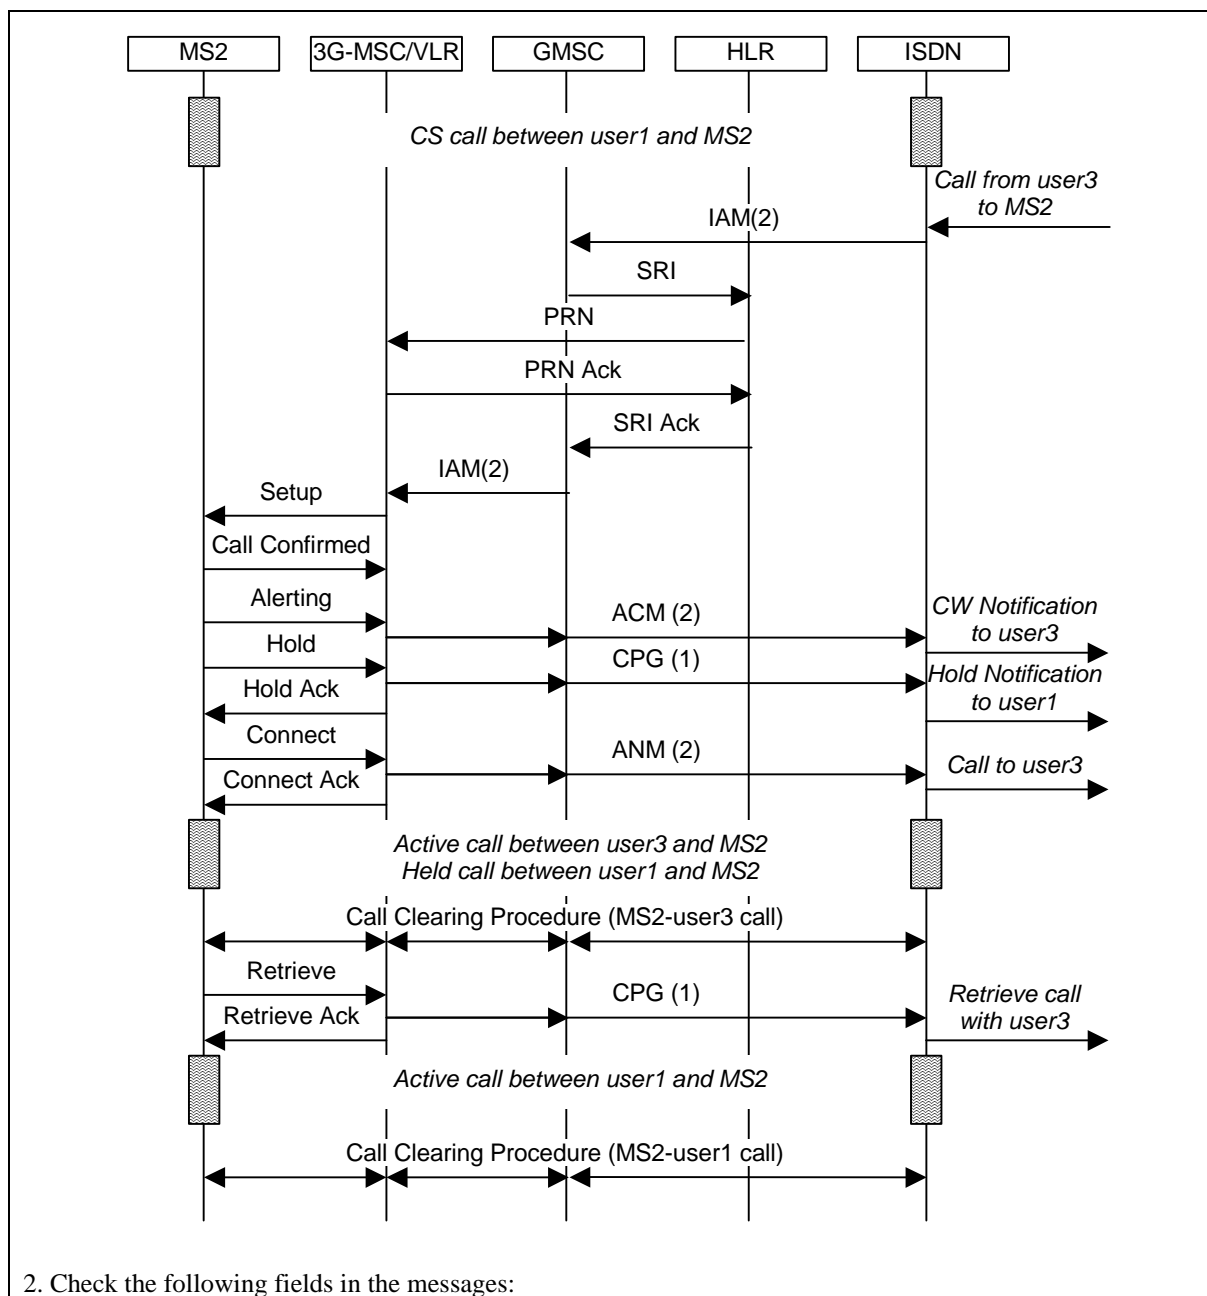 MS2 3G-MSC/VLR GMSC HLR ISDN
CS call between user1 and MS2
Call from user3
to MS2
IAM(2)
SRI
PRN
PRN Ack
SRI Ack
IAM(2)
Setup
Call Confirmed
Alerting
ACM (2)
CW Notification
to user3
Hold
CPG (1)
Hold Ack
Hold Notification
to user1
Connect
ANM (2)
Call to user3
Connect Ack
Active call between user3 and MS2
Held call between user1 and MS2
Call Clearing Procedure (MS2-user3 call)
Retrieve
CPG (1)
Retrieve call
with user3
Retrieve Ack
Active call between user1 and MS2
Call Clearing Procedure (MS2-user1 call)
2. Check the following fields in the messages: